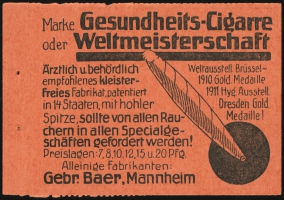 Marke Gesundheits-Cigarre
oder Weltmeisterschaft
Ärztlich u. behördlich
empfohlenes kleister-
freies Fabrikat, patentiert
in 14 Staaten, mit hohler
Spitze, sollte von allen Rau-
chern in allen Specialge-
schäften gefordert werden!
Preislagen: 7, 8, 10, 12, 15 u. 20 Pfg.
Alleinige Fabrikanten:
Gebr. Baer, Mannheim
Weltausstell. Brüssel-
1910 Gold. Medaille
1911 Hyg. Ausstell.
Dresden Gold.
Medaille!